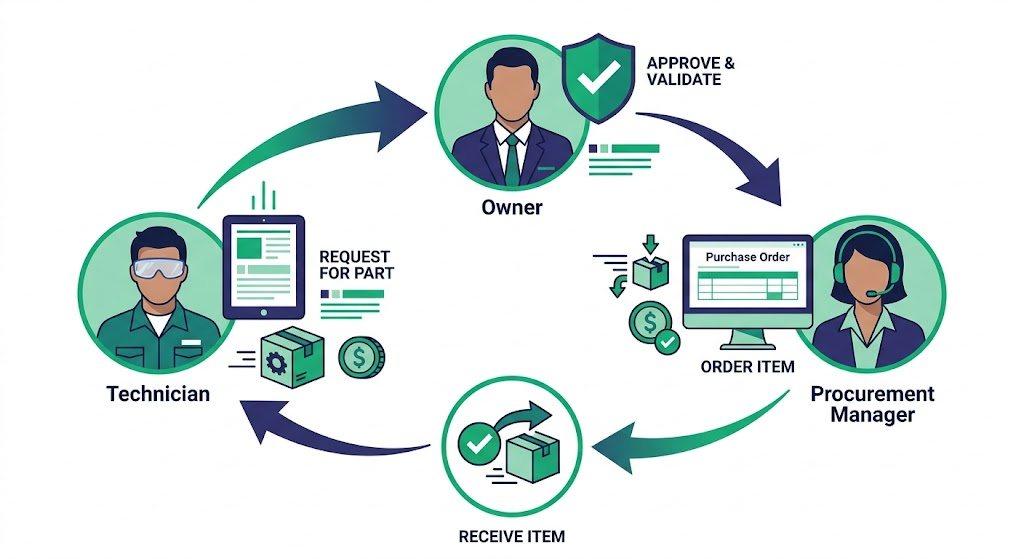 APPROVE &
VALIDATE
Owner
REQUEST
FOR PART
$
Technician
Purchase Order
$
ORDER ITEM
Procurement
Manager
RECEIVE ITEM